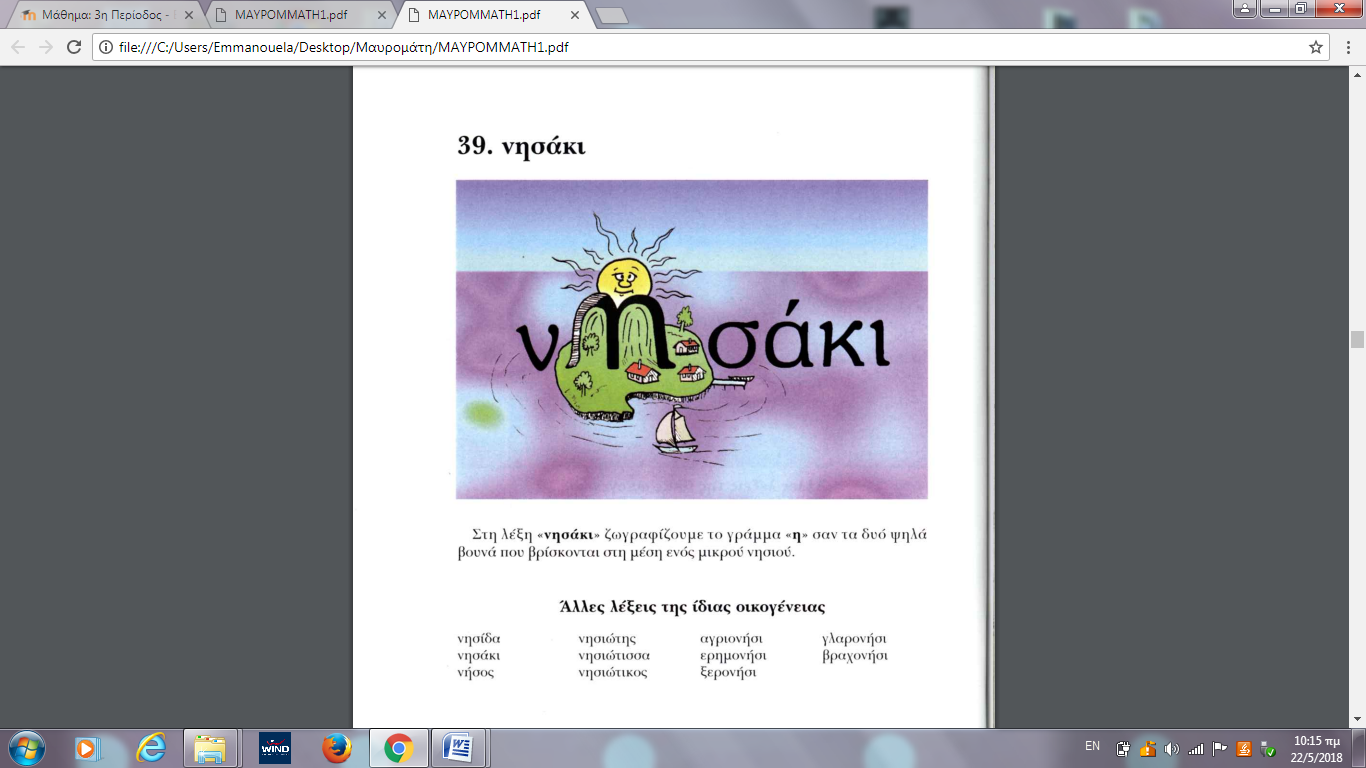 Μάθημα: 3η Περίοδος -
MAYPOMMATH1.pdf
MAYPOMMATH1.pdf
file:///C:/Users/Emmanouela/Desktop/Μαυρομάτη/MAYPOMMATH1.pdf
39. νησάκι
νησάκι
Στη λέξη «νησάκι» ζωγραφίζουμε το γράμμα «η» σαν τα δυό ψηλά
βουνά που βρίσκονται στη μέση ενός μικρού νησιού.
Άλλες λέξεις της ίδιας οικογένειας
νησίδα νησιώτης αγριονήσι γλαρονήσι
νησάκι νησιώτισσα ερημονήσι βραχονήσι
νήσος νησιώτικος ξερονήσι
WIND
EN
10:15 πμ
22/5/2018